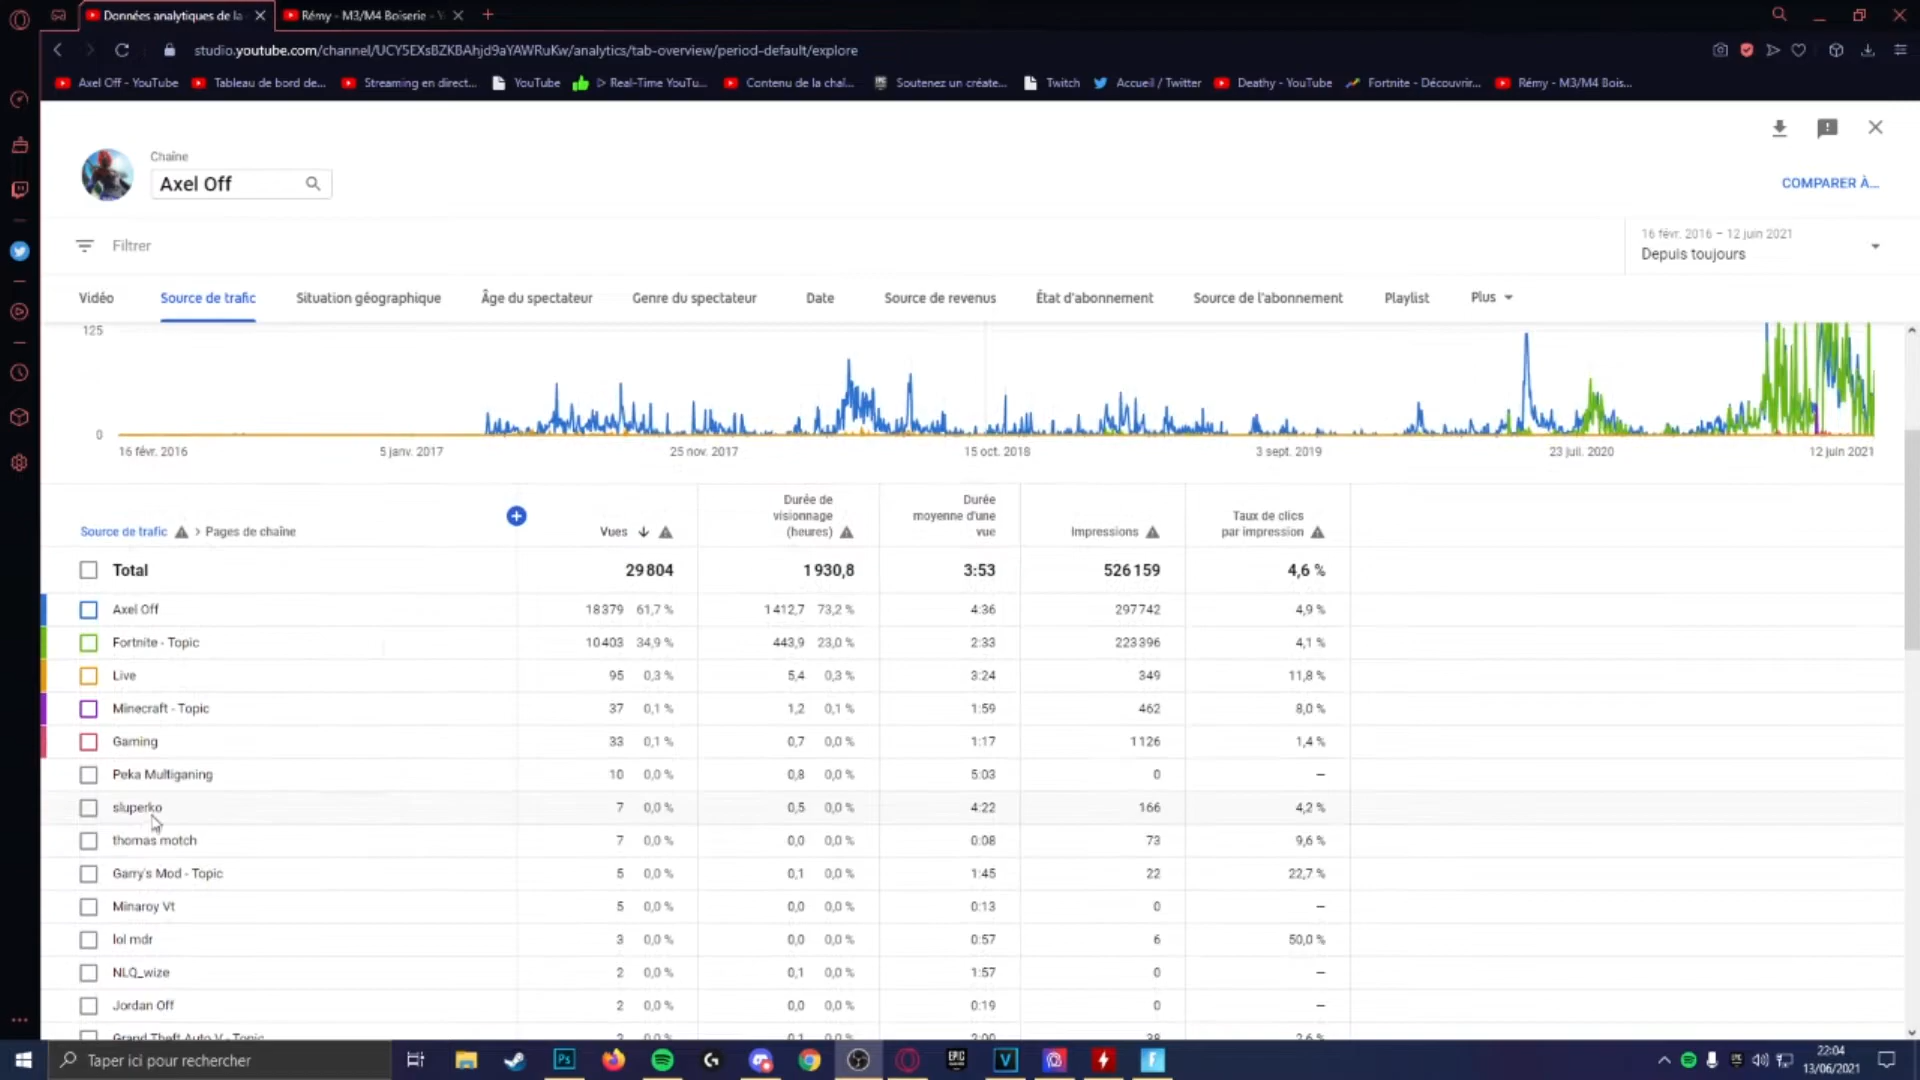 Données analytiques de la
Rémy - M3/M4 Boiserie - Y
studio.youtube.com/channel/UCY5EXsBZKBAhjd9aYAWRuKw/analytics/tab-overview/period-default/explore
Axel Off - YouTube
Tableau de bord de...
Streaming en direct...
YouTube
▷ Real-Time YouTu...
Contenu de la chaî...
Soutenez un créate...
Twitch
Accueil / Twitter
Deathy - YouTube
Fortnite - Découvrir...
Rémy - M3/M4 Bois...
Chaîne
Axel Off
COMPARER À...
Filtrer
16 févr. 2016 – 12 juin 2021
Depuis toujours
Vidéo
Source de trafic
Situation géographique
Âge du spectateur
Genre du spectateur
Date
Source de revenus
État d'abonnement
Source de l'abonnement
Playlist
Plus
125
0
16 févr. 2016
5 janv. 2017
25 nov. 2017
15 oct. 2018
3 sept. 2019
23 juil. 2020
12 juin 2021
Source de trafic > Pages de chaîne
Vues
Durée de
visionnage
(heures)
Durée
moyenne d'une
vue
Impressions
Taux de clics
par impression
Total 29 804 1 930,8 3:53 526 159 4,6 %
Axel Off 18 379 61,7 % 1 412,7 73,2 % 4:36 297 742 4,9 %
Fortnite - Topic 10 403 34,9 % 443,9 23,0 % 2:33 223 396 4,1 %
Live 95 0,3 % 5,4 0,3 % 3:24 349 11,8 %
Minecraft - Topic 37 0,1 % 1,2 0,1 % 1:59 462 8,0 %
Gaming 33 0,1 % 0,7 0,0 % 1:17 1 126 1,4 %
Peka Multiganing 10 0,0 % 0,8 0,0 % 5:03 0 –
sluperko 7 0,0 % 0,5 0,0 % 4:22 166 4,2 %
thomas motch 7 0,0 % 0,0 0,0 % 0:08 73 9,6 %
Garry's Mod - Topic 5 0,0 % 0,1 0,0 % 1:45 22 22,7 %
Minaroy Vt 5 0,0 % 0,0 0,0 % 0:13 0 –
lol mdr 3 0,0 % 0,0 0,0 % 0:57 6 50,0 %
NLQ_wize 2 0,0 % 0,1 0,0 % 1:57 0 –
Jordan Off 2 0,0 % 0,0 0,0 % 0:19 0 –
Grand Theft Auto V - Topic 2 0,0 % 0,1 0,0 % 2:00
Taper ici pour rechercher
Ps
EPIC
V
22:04
13/06/2021